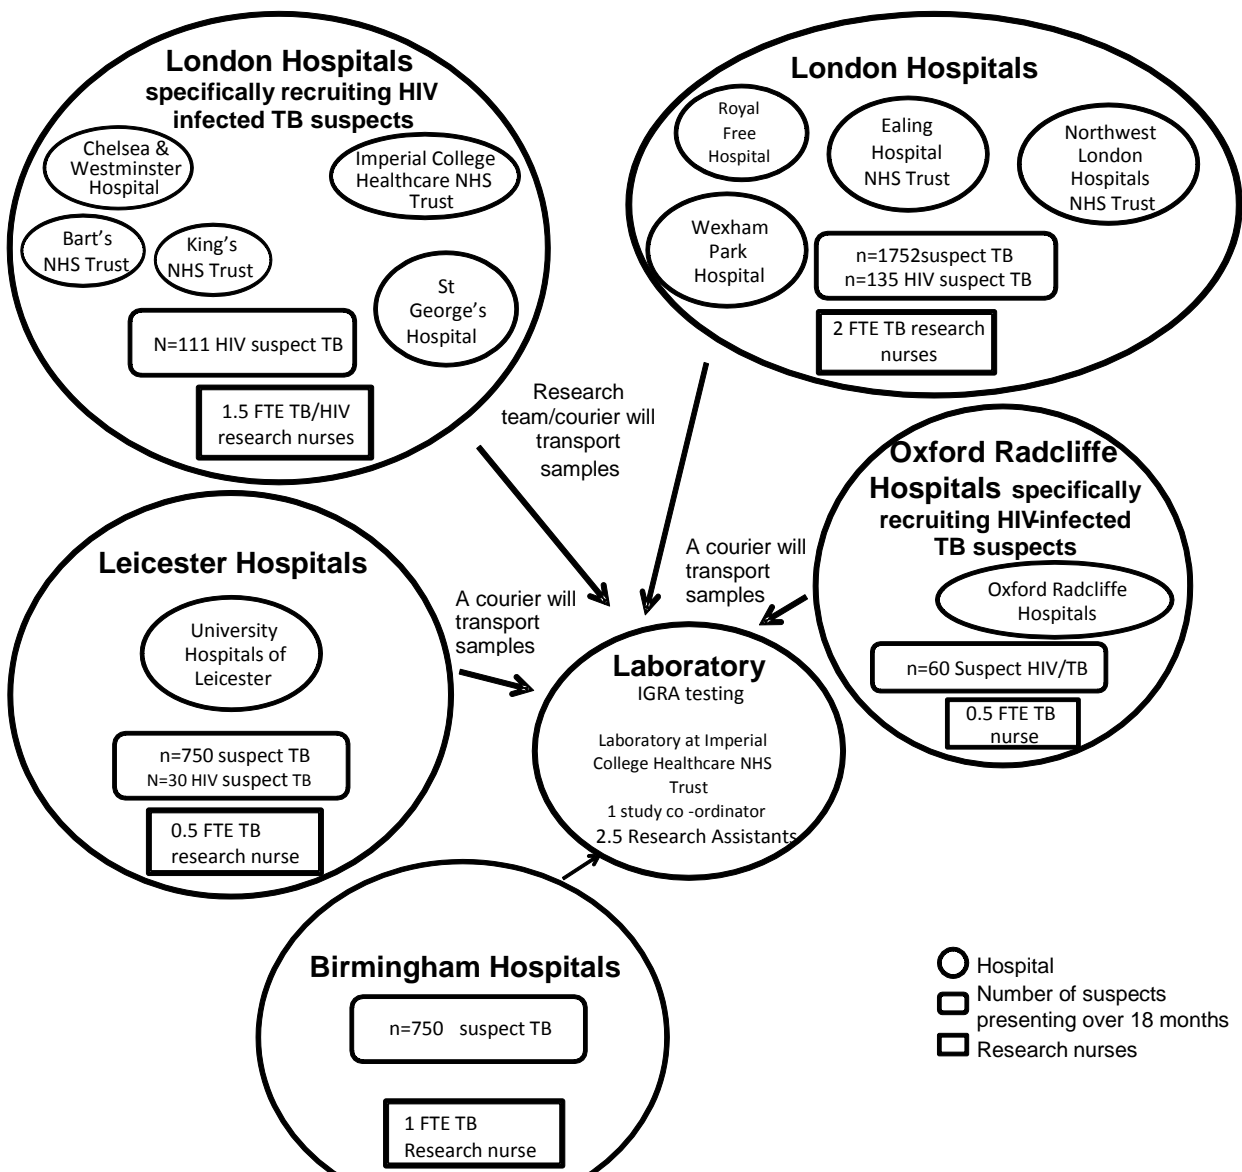 London Hospitals
specifically recruiting HIV
infected TB suspects
Chelsea &
Westminster
Hospital
Imperial College
Healthcare NHS
Trust
Bart's
NHS Trust
King's
NHS Trust
St
George's
Hospital
N=111 HIV suspect TB
1.5 FTE TB/HIV
research nurses
London Hospitals
Royal
Free
Hospital
Ealing
Hospital
NHS Trust
Northwest
London
Hospitals
NHS Trust
Wexham
Park
Hospital
n=1752suspect TB
n=135 HIV suspect TB
2 FTE TB research
nurses
Research
team/courier will
transport
samples
Oxford Radcliffe
Hospitals specifically
recruiting HIV-infected
TB suspects
Oxford Radcliffe
Hospitals
n=60 Suspect HIV/TB
0.5 FTE TB
nurse
A courier will
transport
samples
Leicester Hospitals
University
Hospitals of
Leicester
n=750 suspect TB
N=30 HIV suspect TB
0.5 FTE TB
research nurse
A courier will
transport
samples
Laboratory
IGRA testing
Laboratory at Imperial
College Healthcare NHS
Trust
1 study co -ordinator
2.5 Research Assistants
Birmingham Hospitals
n=750 suspect TB
1 FTE TB
Research nurse
Hospital
Number of suspects
presenting over 18 months
Research nurses